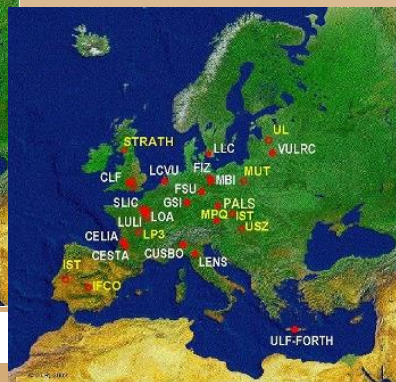 UL
STRATH
LLC
VULRC
LCVU
FIZ
CLF
MBI
MUT
FSU
SLIC
GSI
PALS
LULI
LOA
MPQ
IST
CELIA
LP3
USZ
CESTA
CUSBO
IST
LENS
IFCO
ULF-FORTH